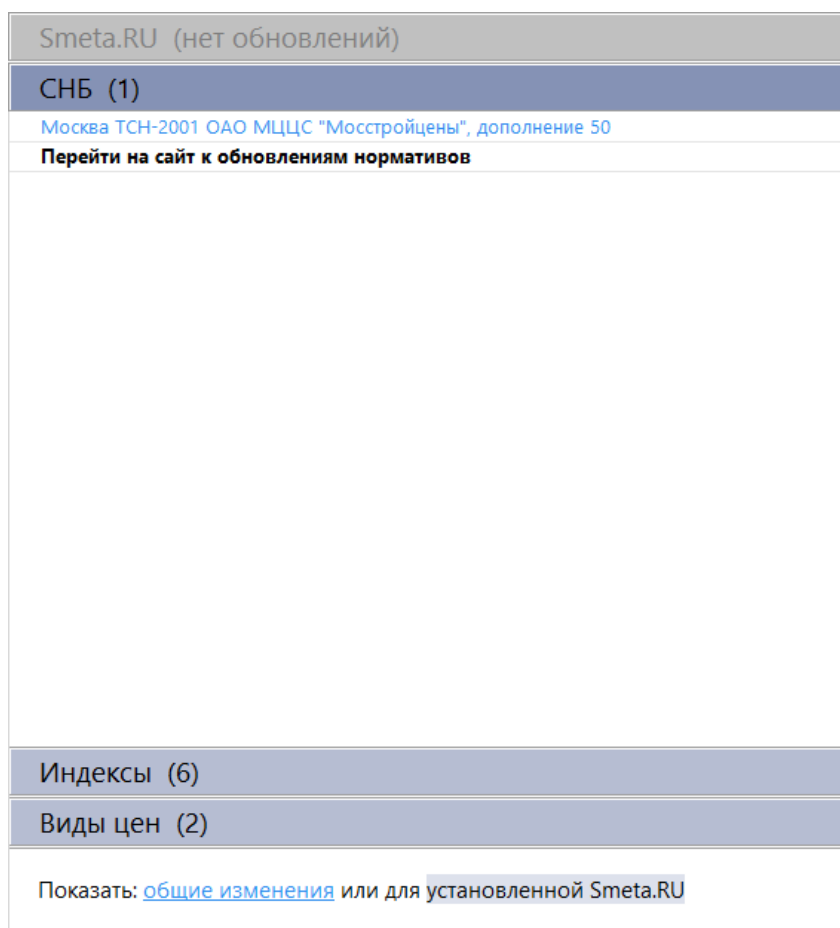 Smeta.RU (нет обновлений)
СНБ (1)
Москва ТСН-2001 ОАО МЦЦС "Мосстройцены", дополнение 50
Перейти на сайт к обновлениям нормативов
Индексы (6)
Виды цен (2)
Показать: общие изменения или для установленной Smeta.RU